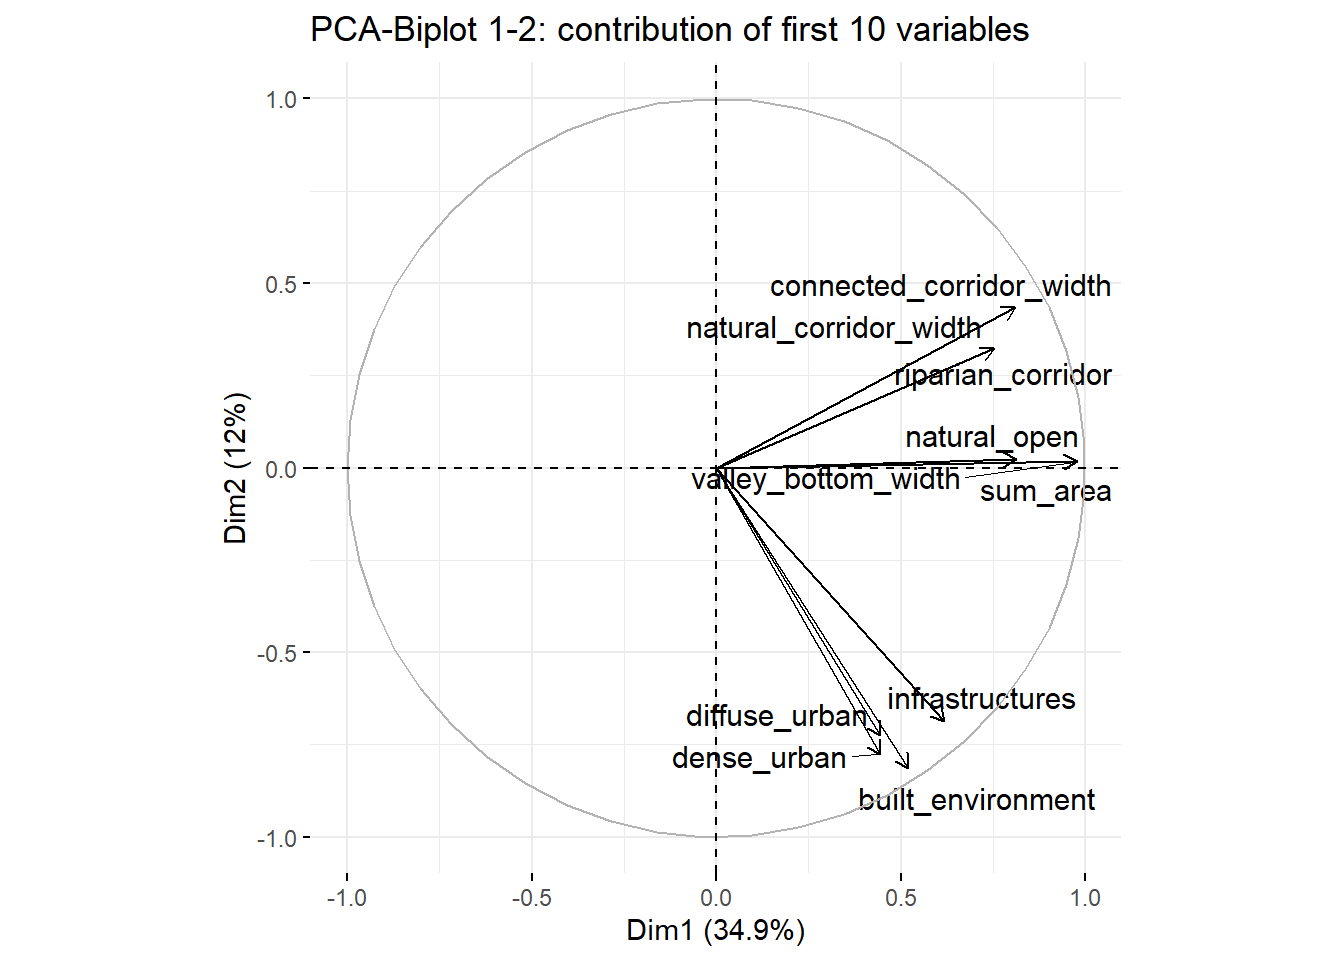 PCA-Biplot 1-2: contribution of first 10 variables
1.0
0.5
0.0
-0.5
-1.0
Dim2 (12%)
connected_corridor_width
natural_corridor_width
riparian_corridor
natural_open
valley_bottom_width
sum_area
infrastructures
diffuse_urban
dense_urban
built_environment
-1.0
-0.5
0.0
0.5
1.0
Dim1 (34.9%)